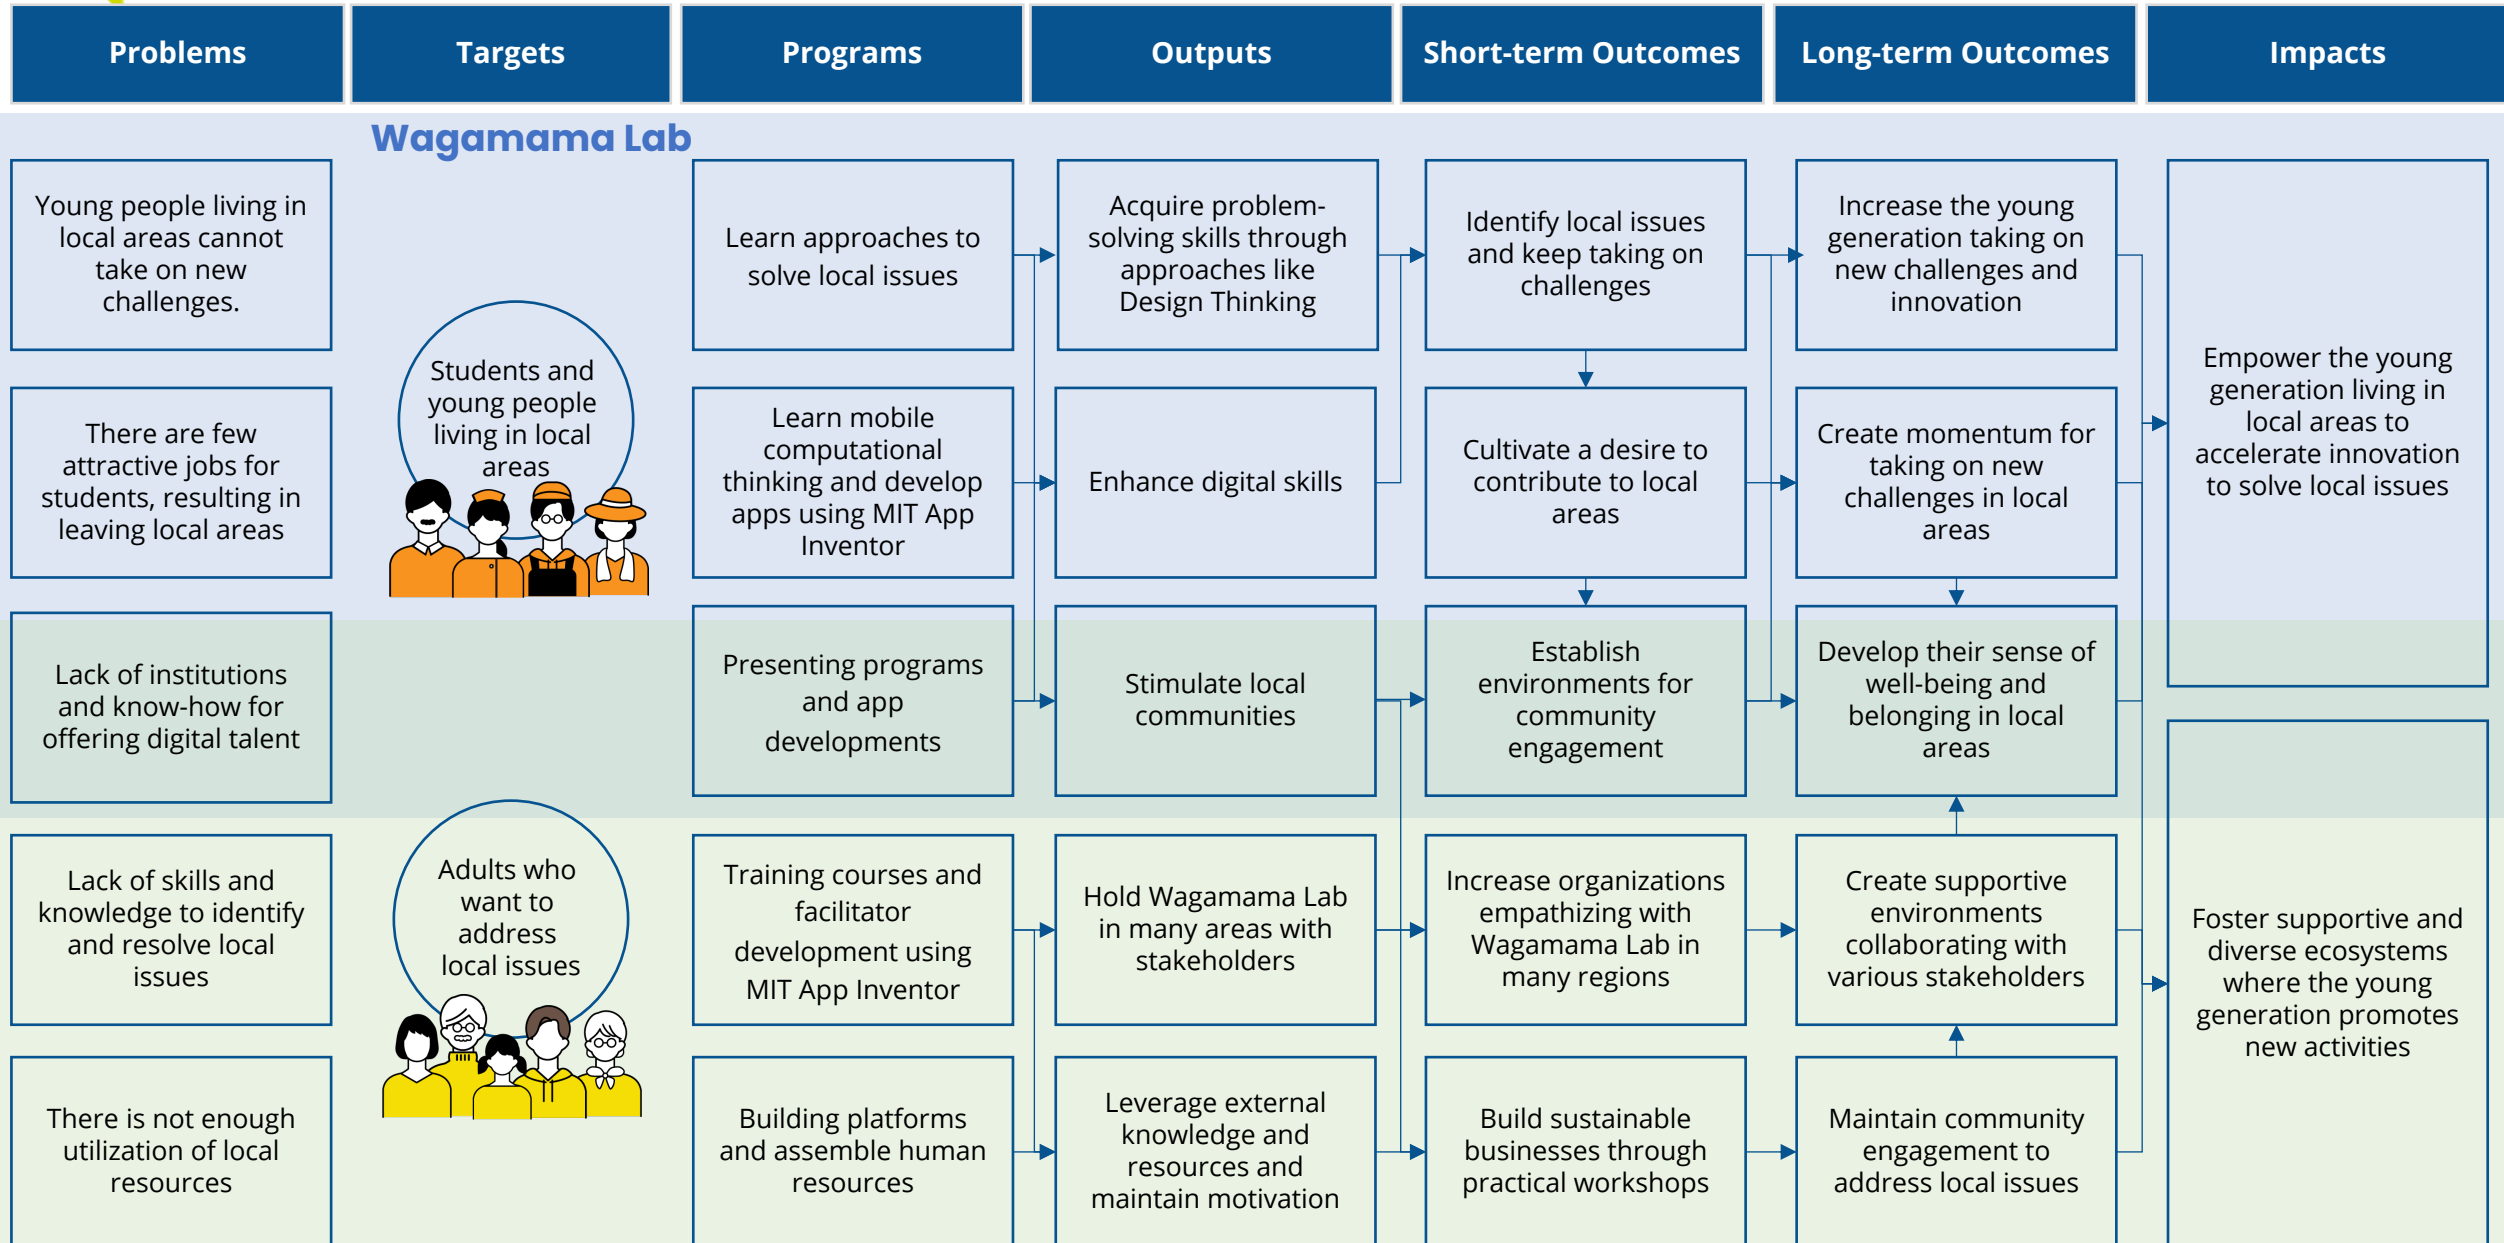 Problems
Targets
Programs
Outputs
Short-term Outcomes
Long-term Outcomes
Impacts
Wagamama Lab
Young people living in
local areas cannot
take on new
challenges.
There are few
attractive jobs for
students, resulting in
leaving local areas
Lack of institutions
and know-how for
offering digital talent
Lack of skills and
knowledge to identify
and resolve local
issues
There is not enough
utilization of local
resources
Students and
young people
living in local
areas
Adults who
want to
address
local issues
Learn approaches to
solve local issues
Learn mobile
computational
thinking and develop
apps using MIT App
Inventor
Presenting programs
and app
developments
Training courses and
facilitator
development using
MIT App Inventor
Building platforms
and assemble human
resources
Acquire problem-
solving skills through
approaches like
Design Thinking
Enhance digital skills
Stimulate local
communities
Hold Wagamama Lab
in many areas with
stakeholders
Leverage external
knowledge and
resources and
maintain motivation
Identify local issues
and keep taking on
challenges
Cultivate a desire to
contribute to local
areas
Establish
environments for
community
engagement
Increase organizations
empathizing with
Wagamama Lab in
many regions
Build sustainable
businesses through
practical workshops
Increase the young
generation taking on
new challenges and
innovation
Create momentum for
taking on new
challenges in local
areas
Develop their sense of
well-being and
belonging in local
areas
Create supportive
environments
collaborating with
various stakeholders
Maintain community
engagement to
address local issues
Empower the young
generation living in
local areas to
accelerate innovation
to solve local issues
Foster supportive and
diverse ecosystems
where the young
generation promotes
new activities